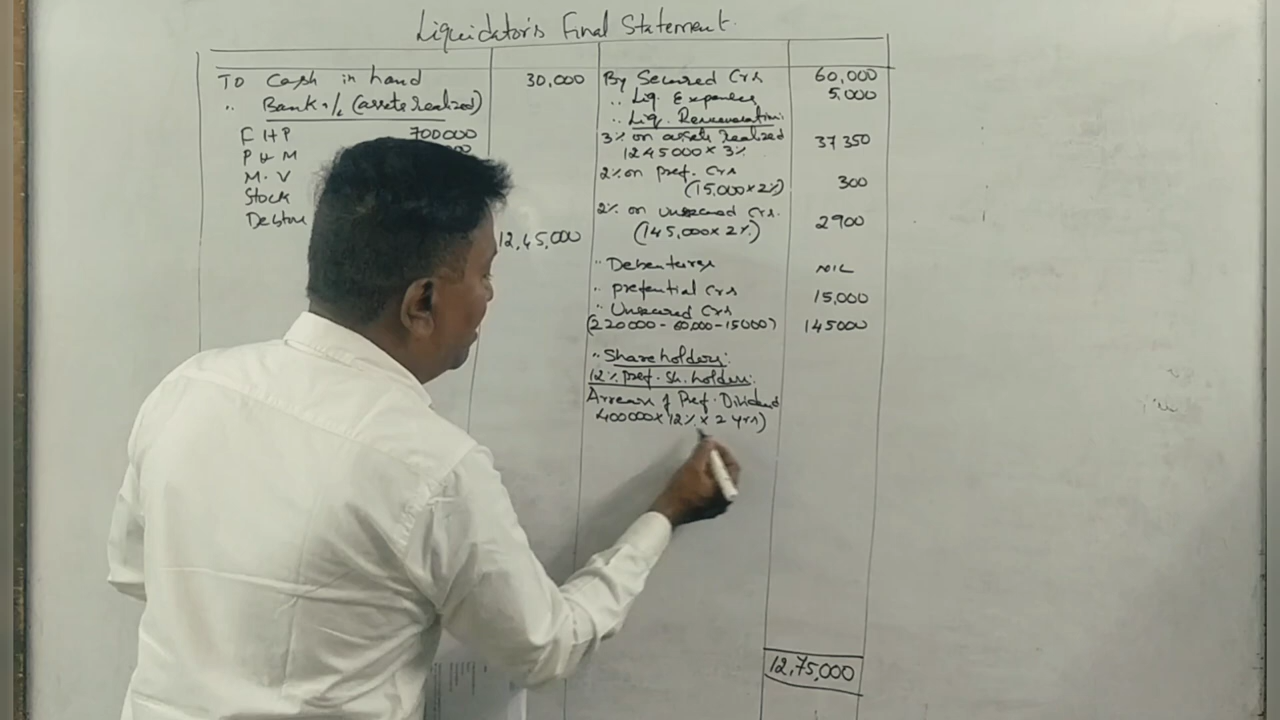 Liquidator's Final Statement.
To Cash in hand 30,000
" Bank a/c (assets realized)
F H P 700000
P & M
M. V
Stock
Debtors
12,45,000
By Secured Crs 60,000
" Liq. Expenses 5,000
" Liq. Remuneration:
3% on assets realized
1245000 x 3% 37350
2% on pref. Crs
(15,000 x 2%) 300
2% on unsecured Crs.
(145,000 x 2%) 2900
" Debentures NIL
" prefential Crs 15,000
" Unsecured Crs
(220000 - 60,000 - 15000) 145000
" Shareholders:
12% pref. Sh. holders:
Arrears of Pref. Dividend
400000 x 12% x 2 yrs)
12,75,000